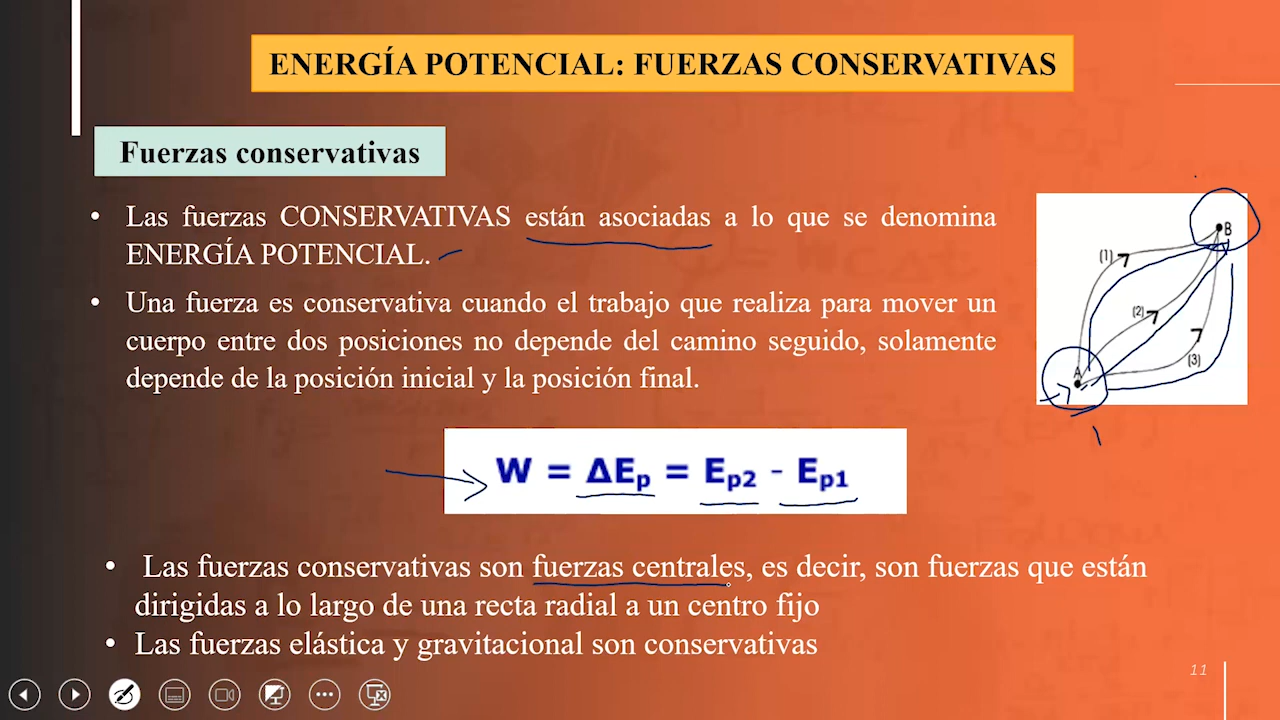 ENERGÍA POTENCIAL: FUERZAS CONSERVATIVAS
Fuerzas conservativas
• Las fuerzas CONSERVATIVAS están asociadas a lo que se denomina
ENERGÍA POTENCIAL.
• Una fuerza es conservativa cuando el trabajo que realiza para mover un
cuerpo entre dos posiciones no depende del camino seguido, solamente
depende de la posición inicial y la posición final.
B
(1)
(2)
(3)
A
W = ΔEp = Ep2 - Ep1
• Las fuerzas conservativas son fuerzas centrales, es decir, son fuerzas que están
dirigidas a lo largo de una recta radial a un centro fijo
• Las fuerzas elástica y gravitacional son conservativas
11